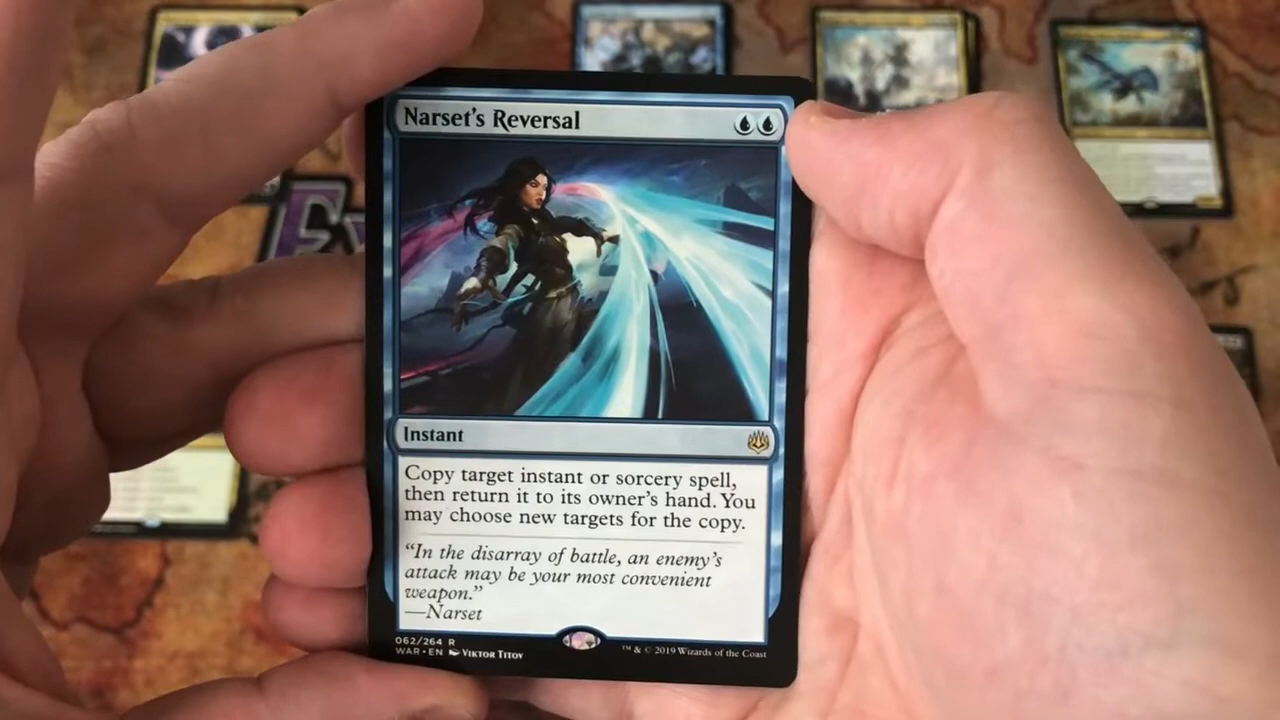 Narset's Reversal
Instant
Copy target instant or sorcery spell,
then return it to its owner's hand. You
may choose new targets for the copy.
“In the disarray of battle, an enemy's
attack may be your most convenient
weapon.”
—Narset
062/264 R
WAR • EN Viktor Titov
™ & © 2019 Wizards of the Coast